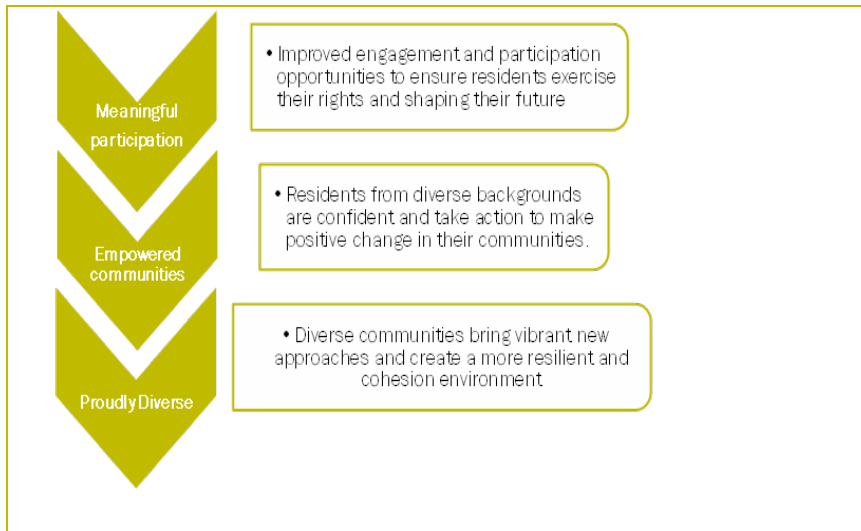 Meaningful
participation
• Improved engagement and participation
opportunities to ensure residents exercise
their rights and shaping their future
Empowered
communities
• Residents from diverse backgrounds
are confident and take action to make
positive change in their communities.
Proudly Diverse
• Diverse communities bring vibrant new
approaches and create a more resilient and
cohesion environment